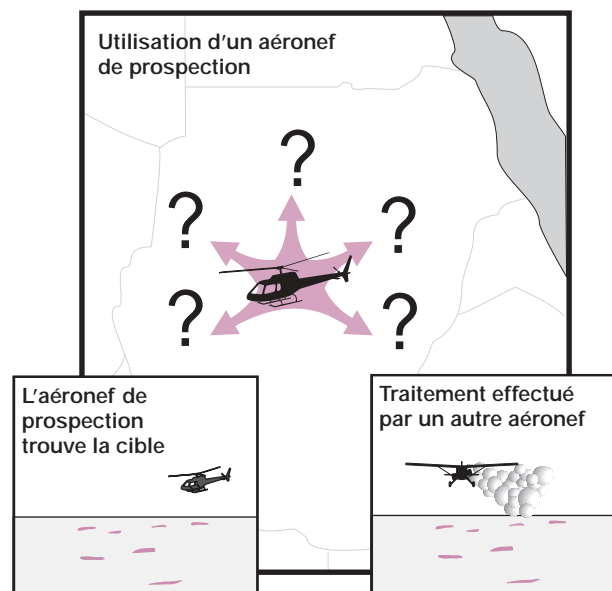 Utilisation d'un aéronef
de prospection
?
? ?
? ?
L'aéronef de
prospection
trouve la cible
Traitement effectué
par un autre aéronef